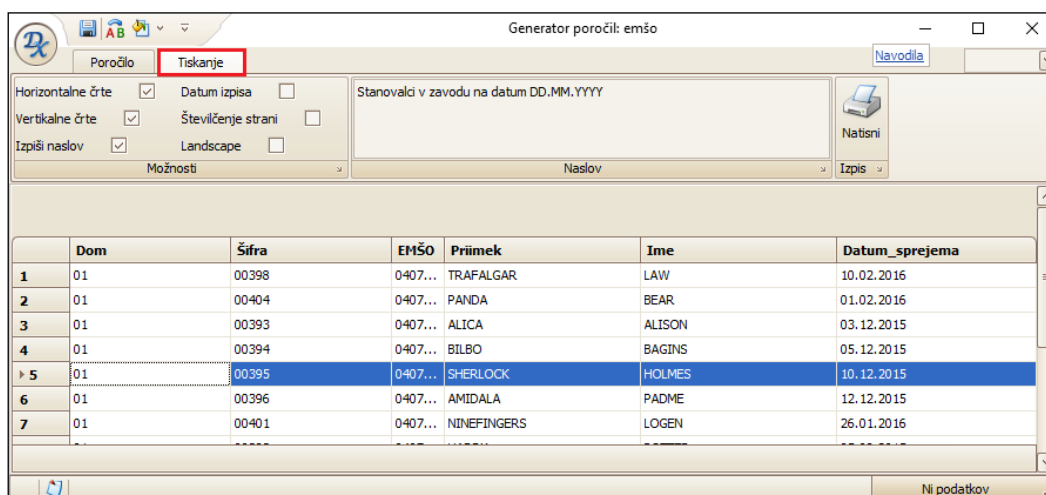 Generator poročil: emšo
Poročilo Tiskanje Navodila
Horizontalne črte Datum izpisa
Vertikalne črte Številčenje strani
Izpiši naslov Landscape
Možnosti
Stanovalci v zavodu na datum DD.MM.YYYY
Naslov
Natisni
Izpis
Dom Šifra EMŠO Priimek Ime Datum_sprejema
1 01 00398 0407... TRAFALGAR LAW 10.02.2016
2 01 00404 0407... PANDA BEAR 01.02.2016
3 01 00393 0407... ALICA ALISON 03.12.2015
4 01 00394 0407... BILBO BAGINS 05.12.2015
5 01 00395 0407... SHERLOCK HOLMES 10.12.2015
6 01 00396 0407... AMIDALA PADME 12.12.2015
7 01 00401 0407... NINEFINGERS LOGEN 26.01.2016
Ni podatkov